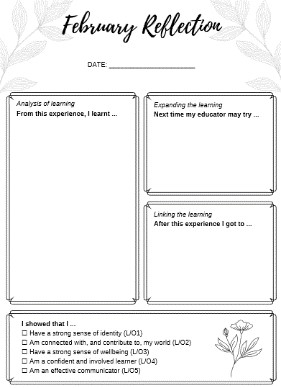 February Reflection
DATE: ____________________
Analysis of learning
From this experience, I learnt ...
Expanding the learning
Next time my educator may try ...
Linking the learning
After this experience I got to ...
I showed that I ...
☐ Have a strong sense of identity (L/O1)
☐ Am connected with, and contribute to, my world (L/O2)
☐ Have a strong sense of wellbeing (L/O3)
☐ Am a confident and involved learner (L/O4)
☐ Am an effective communicator (L/O5)